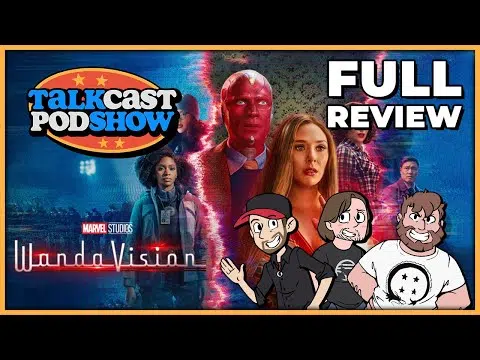 TALKCAST
PODSHOW
FULL
REVIEW
MARVEL STUDIOS
WandaVision